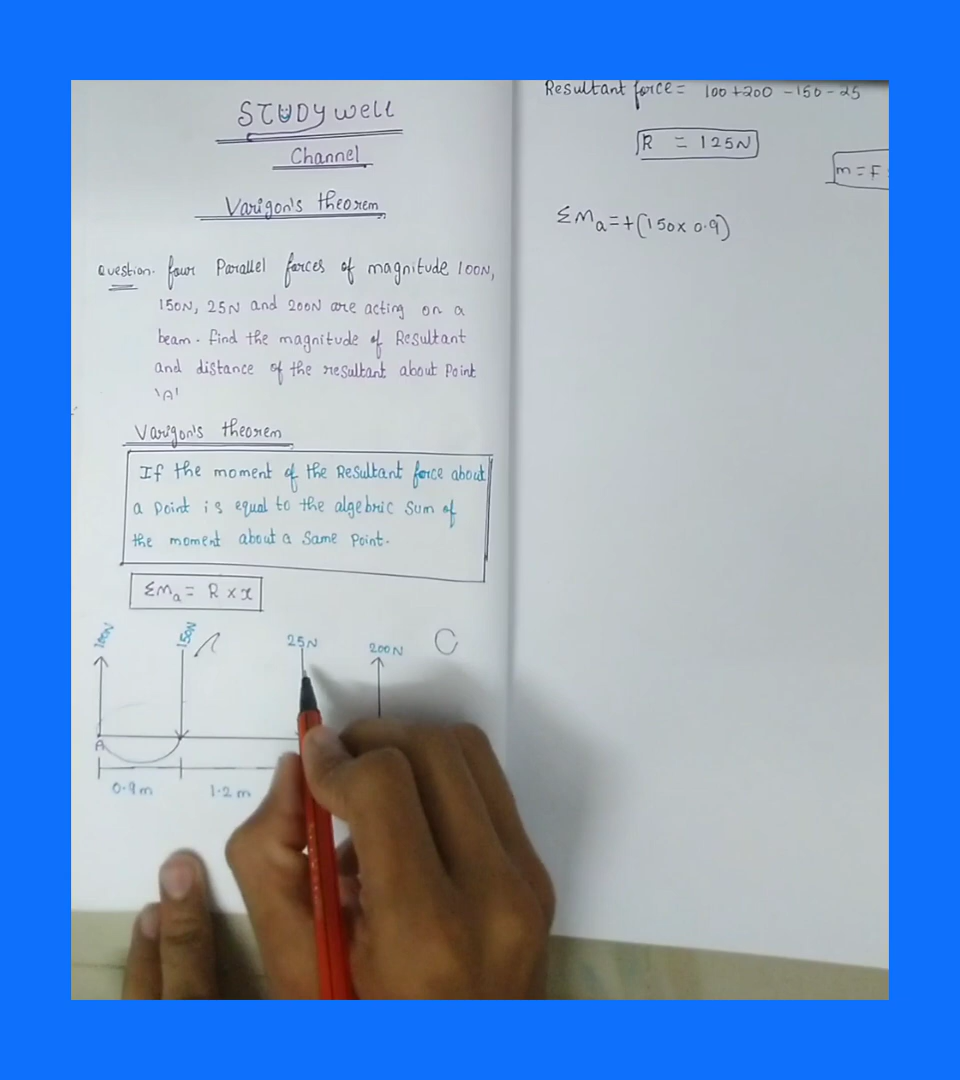 STUDY well
Channel
Varigon's theorem
Question. four Parallel forces of magnitude 100N,
150N, 25N and 200N are acting on a
beam. find the magnitude of Resultant
and distance of the resultant about Point
'A'
Varigon's theorem
If the moment of the Resultant force about
a Point is equal to the algebric sum of
the moment about a same Point.
ΣMa = R × x
100N 150N 25N 200N
A
0.9m 1.2m
Resultant force = 100+200 -150-25
R = 125N
m = F
ΣMa=+(150x 0.9)